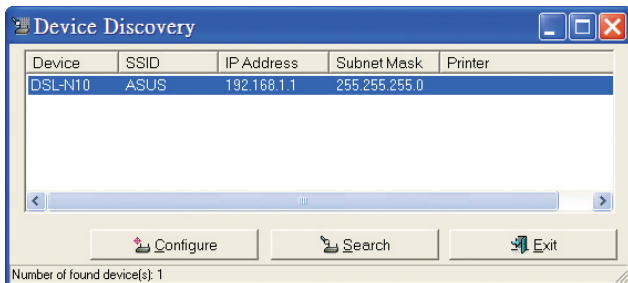 Device Discovery
Device SSID IP Address Subnet Mask Printer
DSL-N10 ASUS 192.168.1.1 255.255.255.0
Configure Search Exit
Number of found device(s): 1